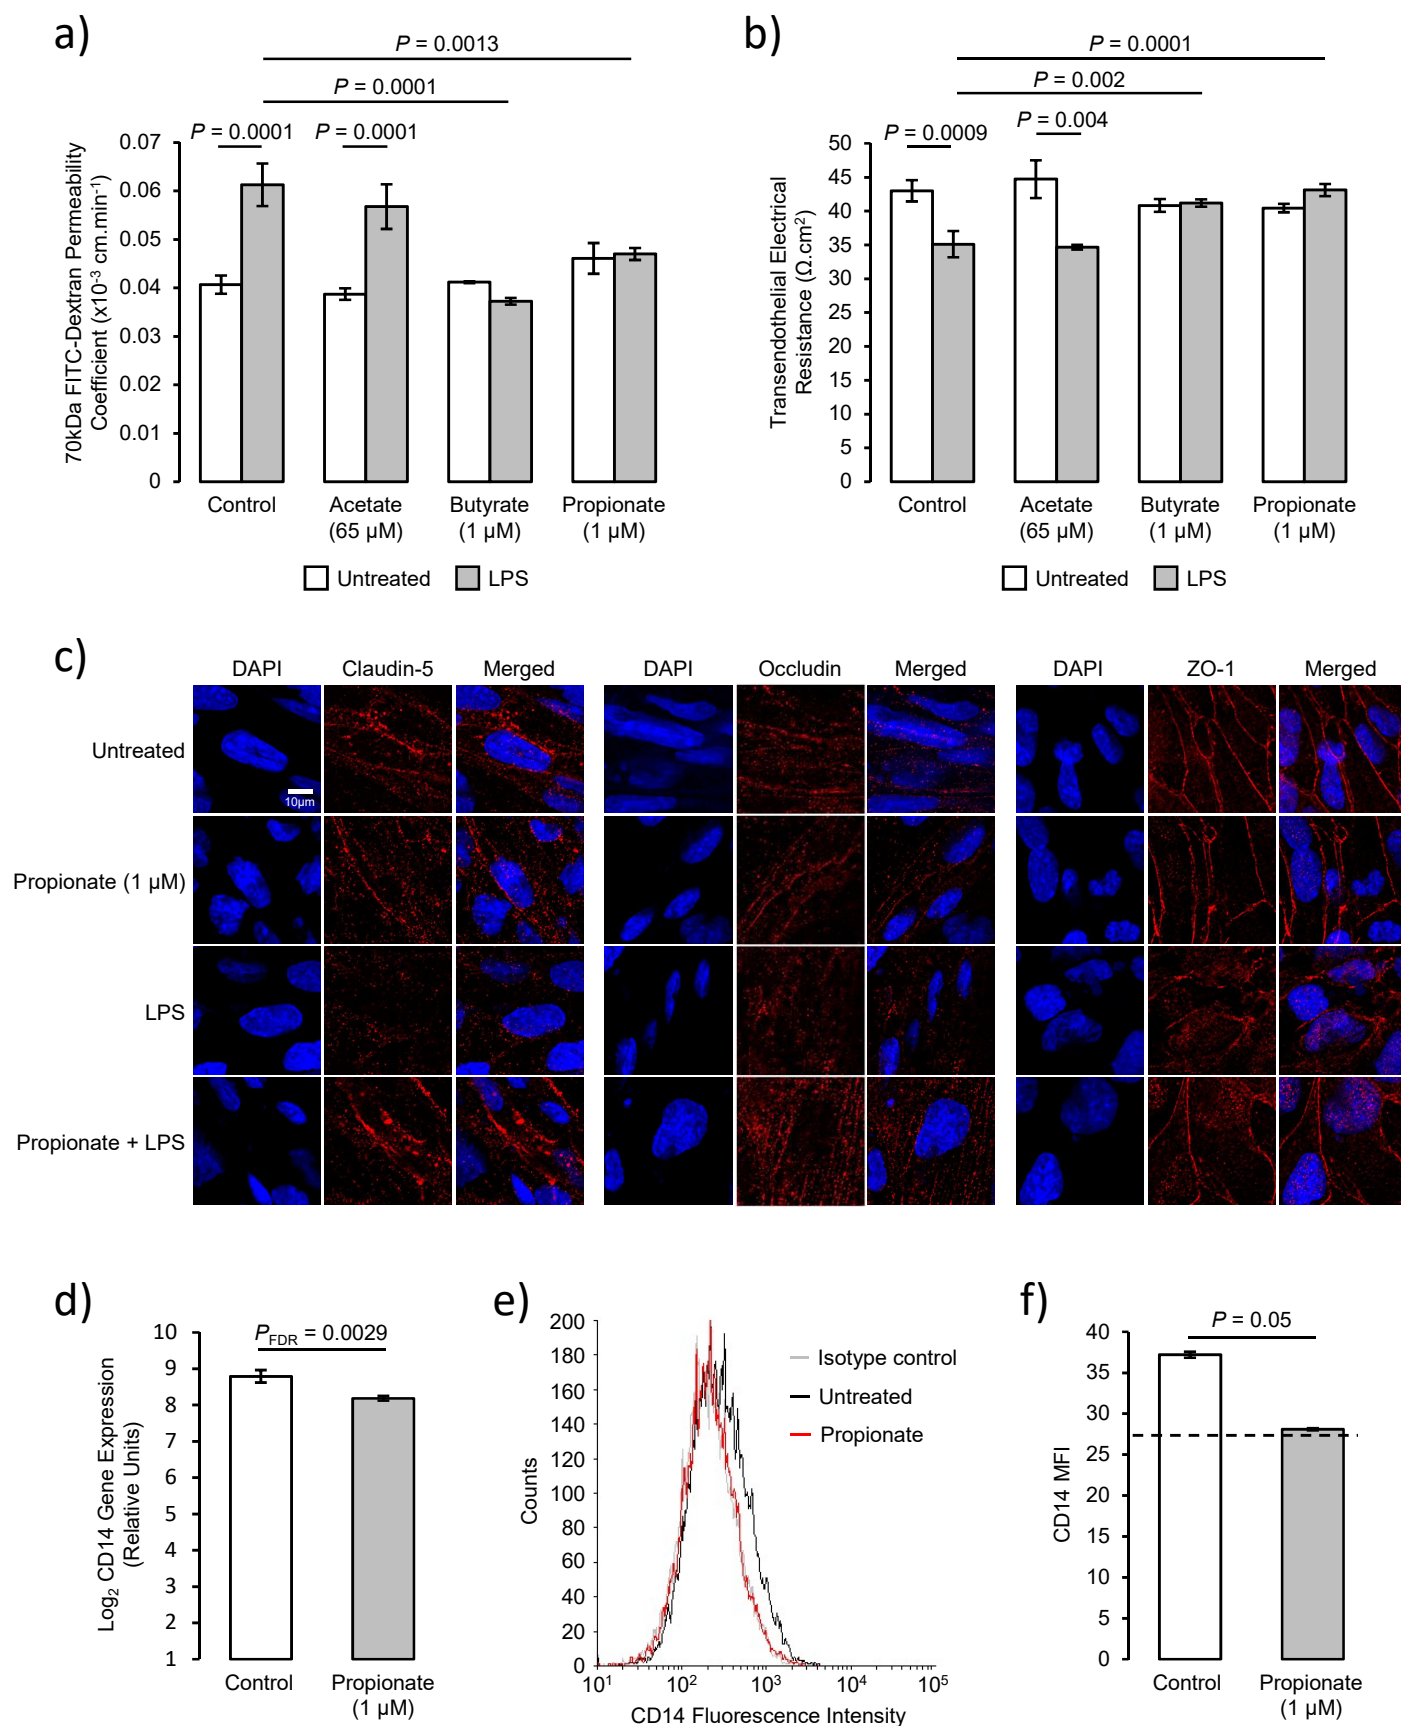 a)
P = 0.0013
P = 0.0001
P = 0.0001
P = 0.0001
70kDa FITC-Dextran Permeability
Coefficient (x10⁻³ cm.min⁻¹)
0.07
0.06
0.05
0.04
0.03
0.02
0.01
0
Control
Acetate
(65 µM)
Butyrate
(1 µM)
Propionate
(1 µM)
Untreated
LPS
b)
P = 0.0001
P = 0.002
P = 0.004
P = 0.0009
Transendothelial Electrical
Resistance (Ω.cm²)
50
45
40
35
30
25
20
15
10
5
0
Control
Acetate
(65 µM)
Butyrate
(1 µM)
Propionate
(1 µM)
Untreated
LPS
c)
DAPI Claudin-5 Merged DAPI Occludin Merged DAPI ZO-1 Merged
Untreated
10µm
Propionate (1 µM)
LPS
Propionate + LPS
d)
P_FDR = 0.0029
Log₂ CD14 Gene Expression
(Relative Units)
10
9
8
7
6
5
4
3
2
1
Control
Propionate
(1 µM)
e)
Counts
200
180
160
140
120
100
80
60
40
20
0
10¹ 10² 10³ 10⁴ 10⁵
CD14 Fluorescence Intensity
Isotype control
Untreated
Propionate
f)
P = 0.05
CD14 MFI
40
35
30
25
20
15
10
5
0
Control
Propionate
(1 µM)